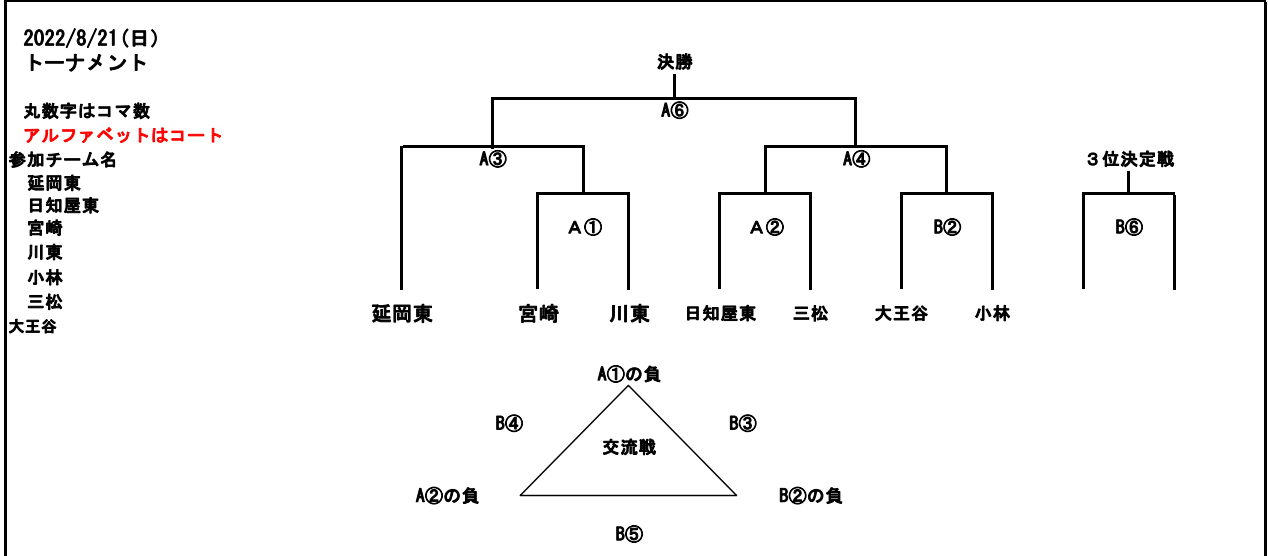 2022/8/21(日)
トーナメント
丸数字はコマ数
アルファベットはコート
参加チーム名
延岡東
日知屋東
宮崎
川東
小林
三松
大王谷
決勝
A⑥
A③
A④
3位決定戦
A①
A②
B②
B⑥
延岡東 宮崎 川東 日知屋東 三松 大王谷 小林
A①の負
B④
B③
交流戦
A②の負
B②の負
B⑤